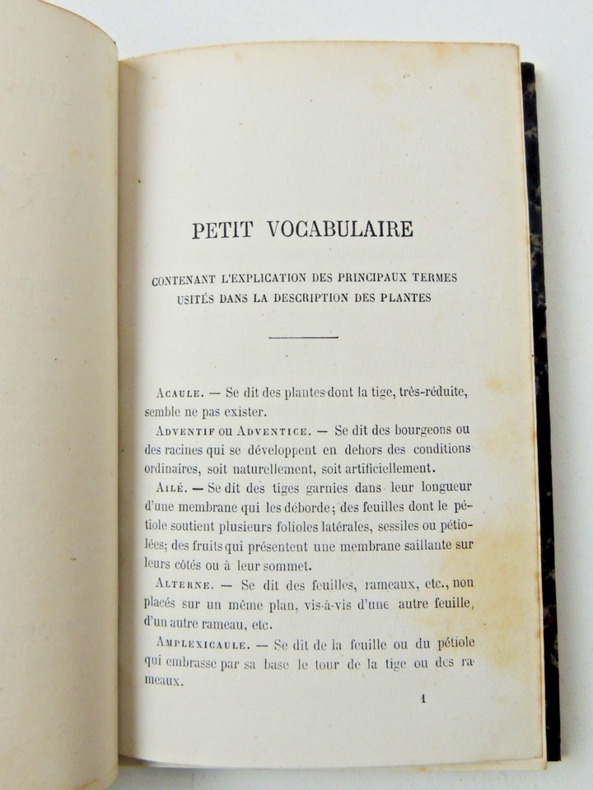 PETIT VOCABULAIRE
CONTENANT L'EXPLICATION DES PRINCIPAUX TERMES
USITÉS DANS LA DESCRIPTION DES PLANTES
ACAULE. — Se dit des plantes dont la tige, très-réduite,
semble ne pas exister.
ADVENTIF OU ADVENTICE. — Se dit des bourgeons ou
des racines qui se développent en dehors des conditions
ordinaires, soit naturellement, soit artificiellement.
AILÉ. — Se dit des tiges garnies dans leur longueur
d'une membrane qui les déborde; des feuilles dont le pé-
tiole soutient plusieurs folioles latérales, sessiles ou pétio-
lées; des fruits qui présentent une membrane saillante sur
leurs côtés ou à leur sommet.
ALTERNE. — Se dit des feuilles, rameaux, etc., non
placés sur un même plan, vis-à-vis d'une autre feuille,
d'un autre rameau, etc.
AMPLEXICAULE. — Se dit de la feuille ou du pétiole
qui embrasse par sa base le tour de la tige ou des ra-
meaux.
1